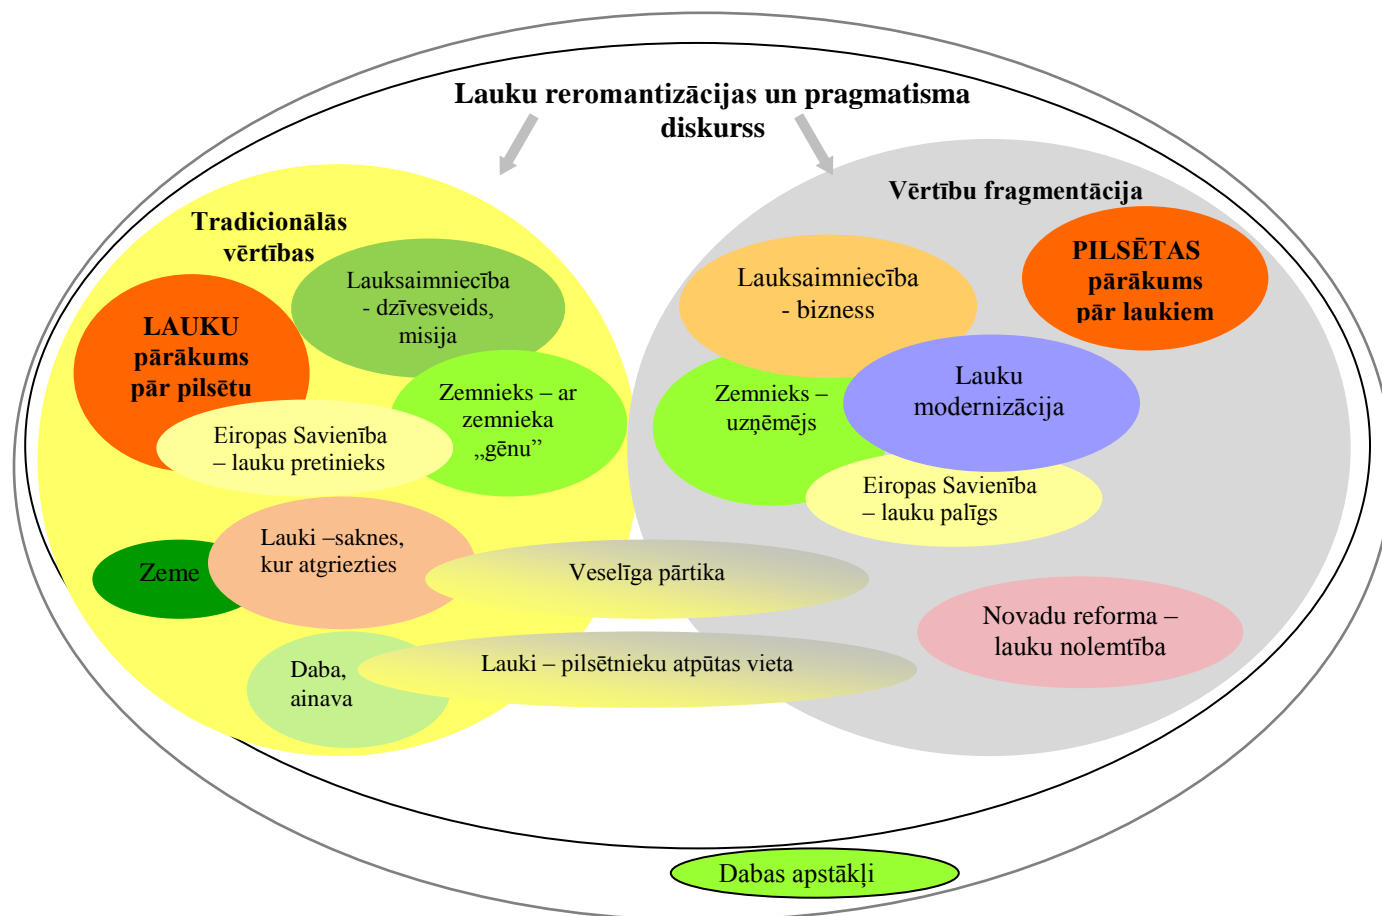 Lauku reromantizācijas un pragmatisma
diskurss
Tradicionālās
vērtības
Lauksaimniecība
- dzīvesveids,
misija
LAUKU
pārākums
pār pilsētu
Zemnieks – ar
zemnieka
„gēnu”
Eiropas Savienība
– lauku pretinieks
Lauki –saknes,
kur atgriezties
Zeme
Daba,
ainava
Veselīga pārtika
Lauki – pilsētnieku atpūtas vieta
Vērtību fragmentācija
PILSĒTAS
pārākums
pār laukiem
Lauksaimniecība
- bizness
Lauku
modernizācija
Zemnieks –
uzņēmējs
Eiropas Savienība
– lauku palīgs
Novadu reforma –
lauku nolemtība
Dabas apstākļi